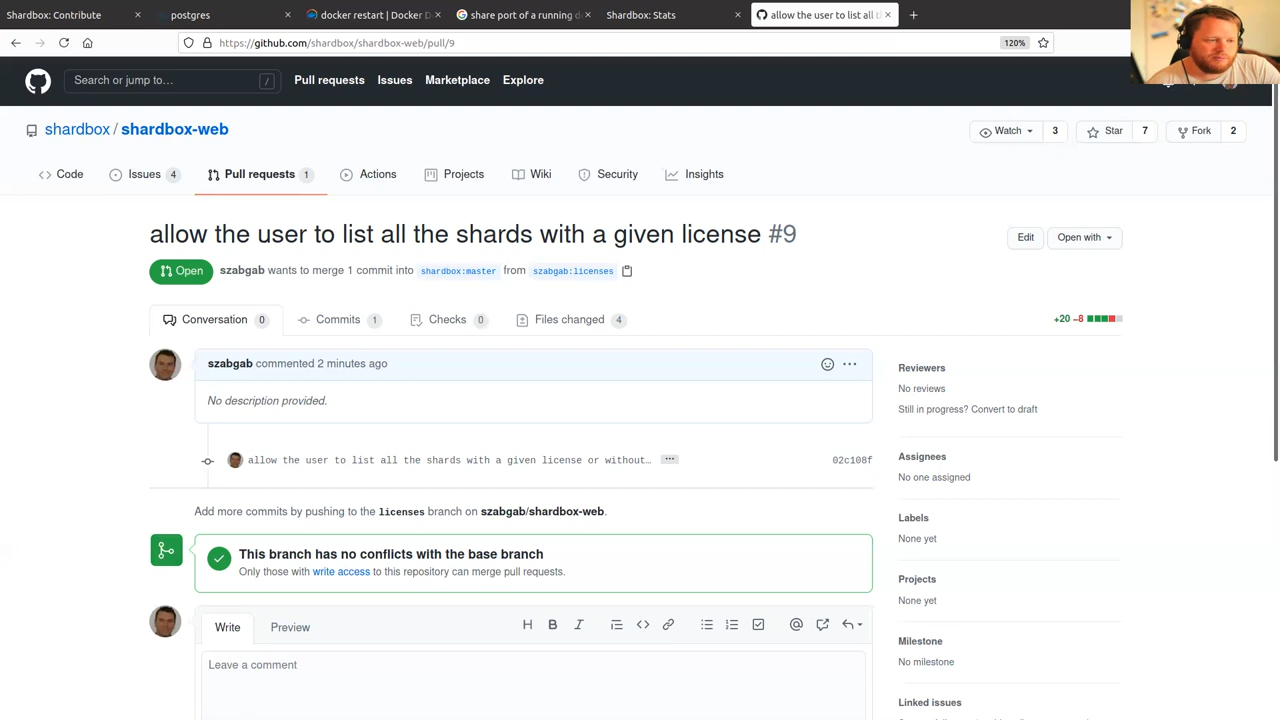 Shardbox: Contribute
postgres
docker restart | Docker D
share port of a running d
Shardbox: Stats
allow the user to list all t
https://github.com/shardbox/shardbox-web/pull/9
120%
Search or jump to…
/
Pull requests
Issues
Marketplace
Explore
shardbox / shardbox-web
Watch 3
Star 7
Fork 2
Code
Issues 4
Pull requests 1
Actions
Projects
Wiki
Security
Insights
allow the user to list all the shards with a given license #9
Edit
Open with
Open
szabgab wants to merge 1 commit into shardbox:master from szabgab:licenses
Conversation 0
Commits 1
Checks 0
Files changed 4
+20 −8
szabgab commented 2 minutes ago
No description provided.
allow the user to list all the shards with a given license or without…
02c108f
Add more commits by pushing to the licenses branch on szabgab/shardbox-web.
This branch has no conflicts with the base branch
Only those with write access to this repository can merge pull requests.
Write
Preview
Leave a comment
Reviewers
No reviews
Still in progress? Convert to draft
Assignees
No one assigned
Labels
None yet
Projects
None yet
Milestone
No milestone
Linked issues